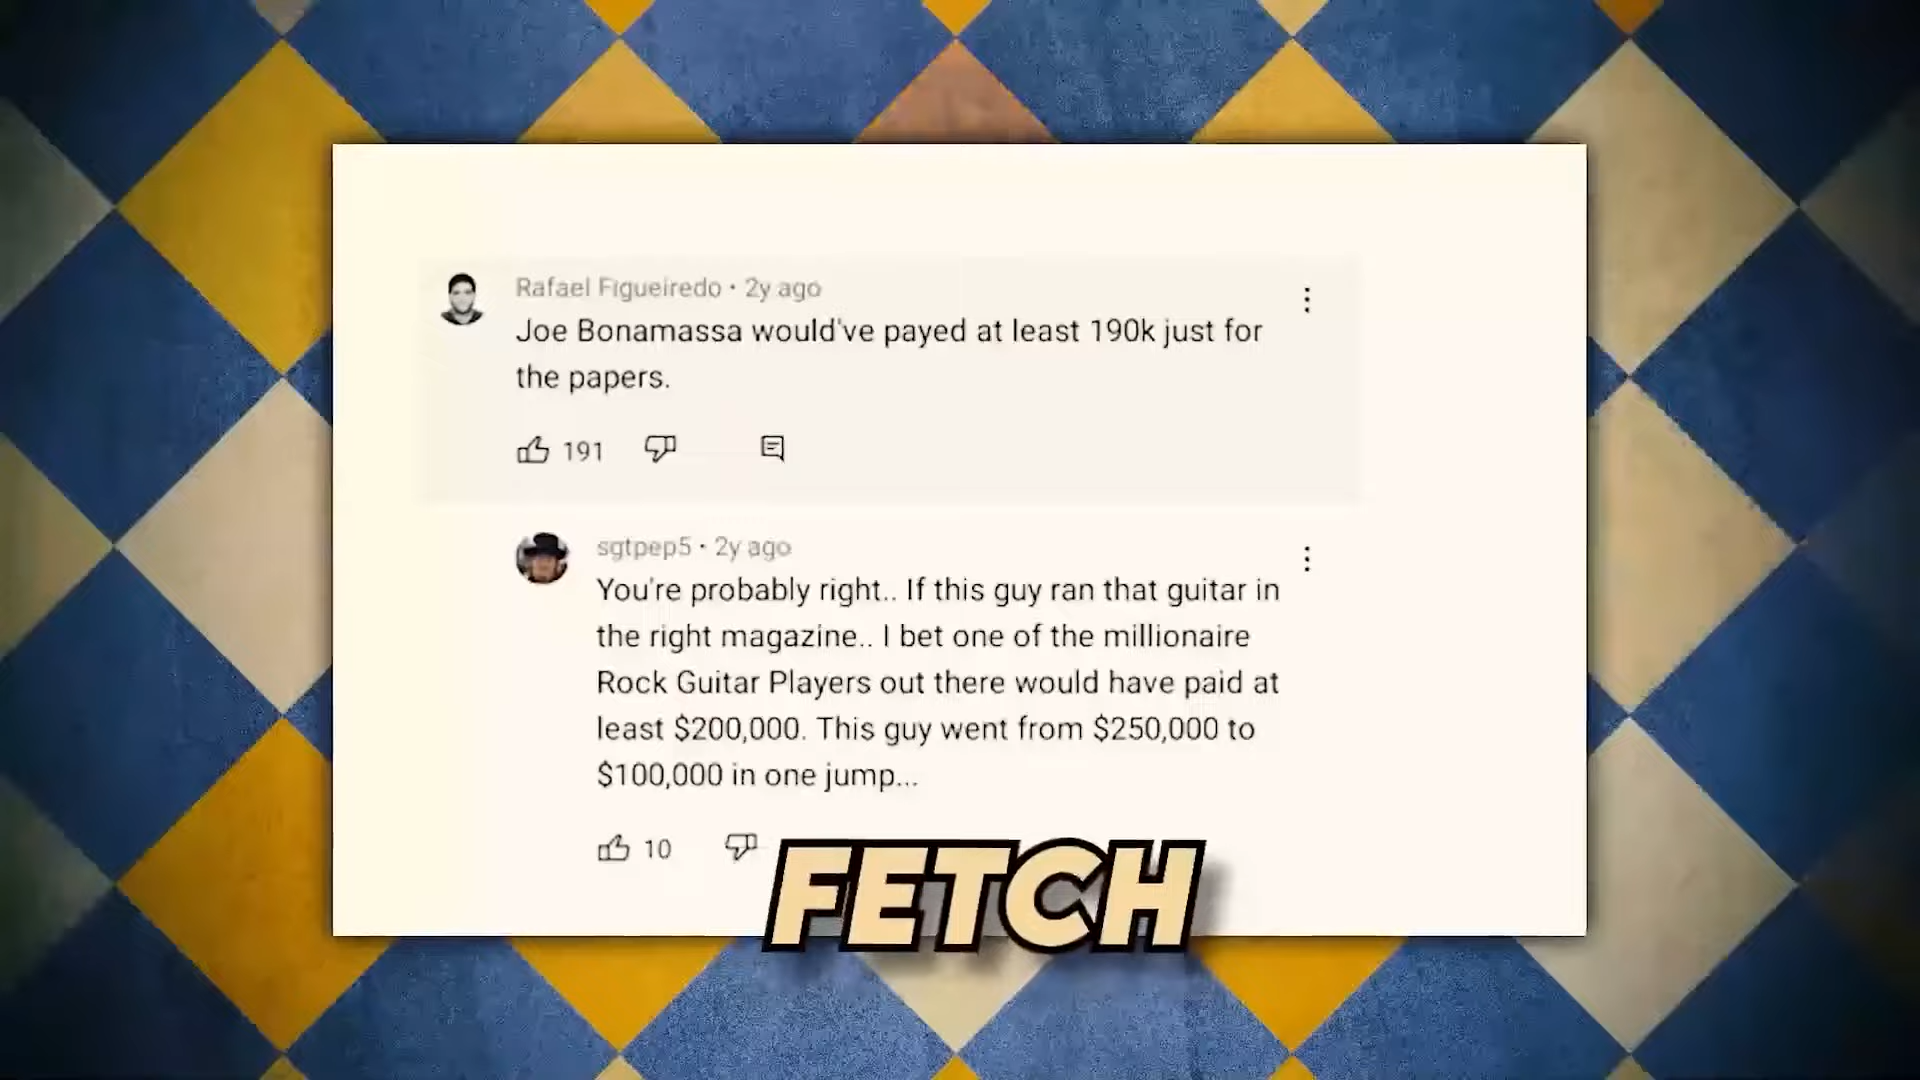 Rafael Figueiredo • 2y ago
Joe Bonamassa would've payed at least 190k just for
the papers.
191
sgtpep5 • 2y ago
You're probably right.. If this guy ran that guitar in
the right magazine.. I bet one of the millionaire
Rock Guitar Players out there would have paid at
least $200,000. This guy went from $250,000 to
$100,000 in one jump...
10
FETCH